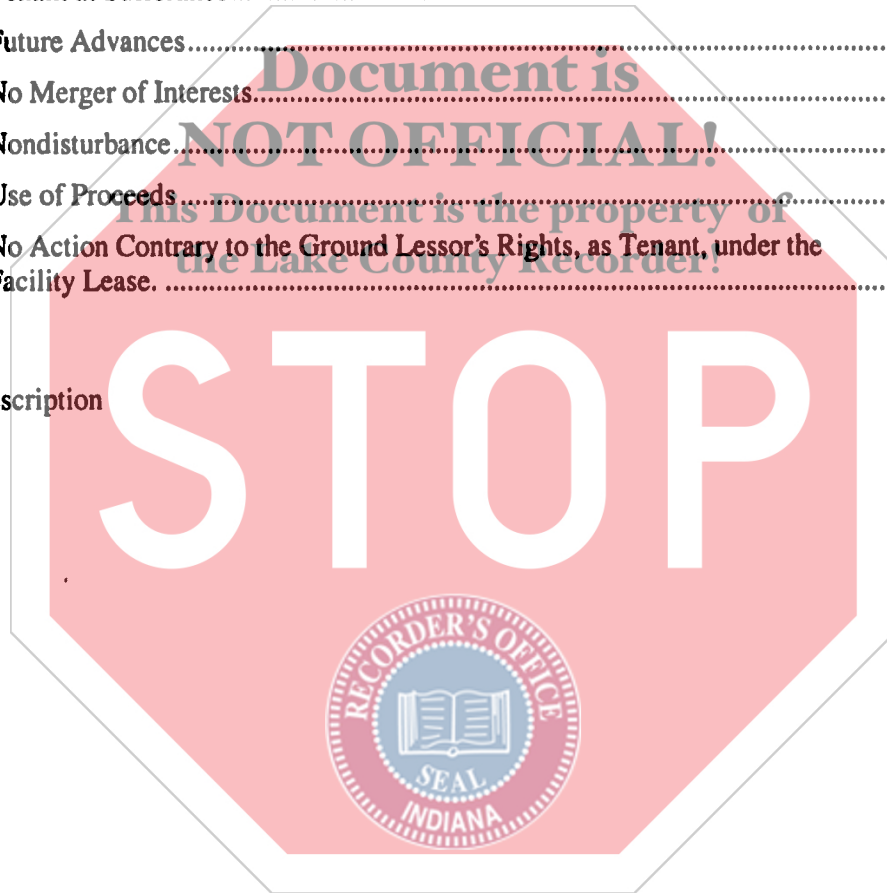 Future Advances
No Merger of Interests
Nondisturbance
Use of Proceeds
No Action Contrary to the Ground Lessor's Rights, as Tenant, under the
Facility Lease.
scription
Document is
NOT OFFICIAL!
This Document is the property of
the Lake County Recorder!
STOP
RECORDER'S OFFICE
SEAL
INDIANA